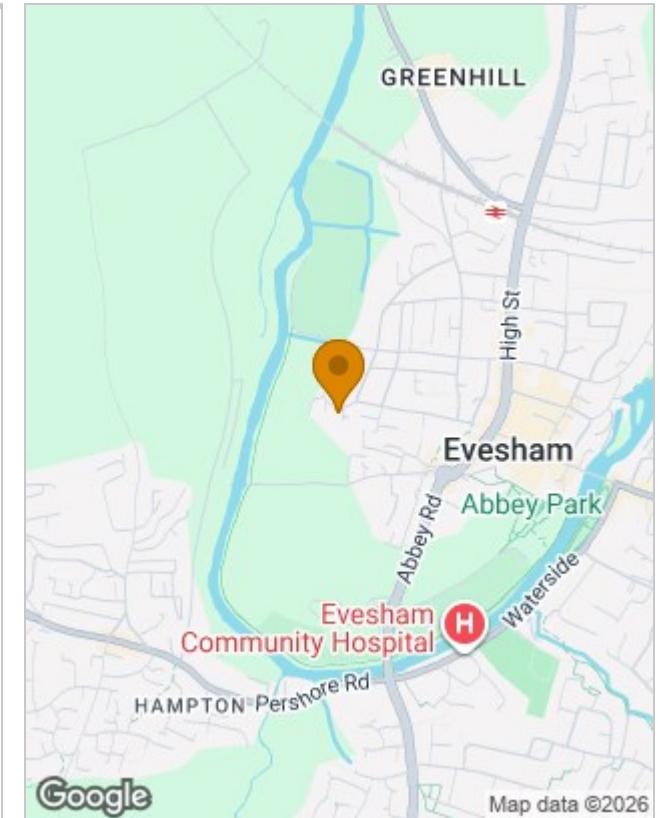 GREENHILL
High St
Evesham
Abbey Park
Abbey Rd
Waterside
Evesham
Community Hospital
H
HAMPTON
Pershore Rd
Google
Map data ©2026